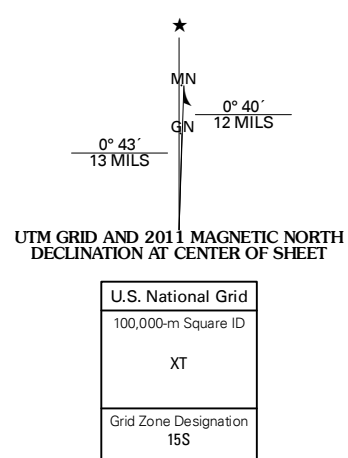 MN
0° 40´
12 MILS
GN
0° 43´
13 MILS
UTM GRID AND 2011 MAGNETIC NORTH
DECLINATION AT CENTER OF SHEET
U.S. National Grid
100,000-m Square ID
XT
Grid Zone Designation
15S